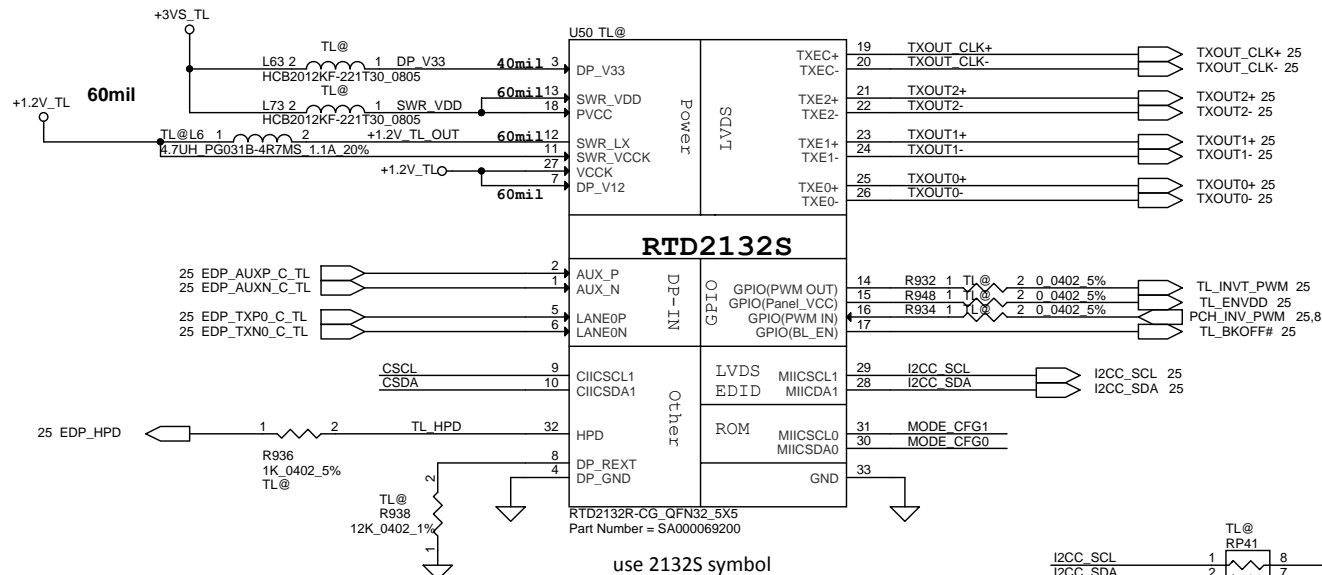 +3VS_TL
U50 TL@
TL@
L63 2 1 DP_V33 40mil 3 DP_V33
HCB2012KF-221T30_0805
TL@
L73 2 1 SWR_VDD 60mil 13 SWR_VDD
HCB2012KF-221T30_0805
18 PVCC
+1.2V_TL 60mil
TL@ L6 1 2 +1.2V_TL_OUT 60mil 12 SWR_LX
4.7UH_PG031B-4R7MS_1.1A_20%
11 SWR_VCCK
+1.2V_TL 27 VCCK
60mil 7 DP_V12
Power
LVDS
TXEC+ 19 TXOUT_CLK+ TXOUT_CLK+ 25
TXEC- 20 TXOUT_CLK- TXOUT_CLK- 25
TXE2+ 21 TXOUT2+ TXOUT2+ 25
TXE2- 22 TXOUT2- TXOUT2- 25
TXE1+ 23 TXOUT1+ TXOUT1+ 25
TXE1- 24 TXOUT1- TXOUT1- 25
TXE0+ 25 TXOUT0+ TXOUT0+ 25
TXE0- 26 TXOUT0- TXOUT0- 25
RTD2132S
25 EDP_AUXP_C_TL 2 AUX_P
25 EDP_AUXN_C_TL 1 AUX_N
25 EDP_TXP0_C_TL 5 LANE0P
25 EDP_TXN0_C_TL 6 LANE0N
DP-IN
GPIO
GPIO(PWM OUT) 14 R932 1 TL@ 2 0_0402_5% TL_INVT_PWM 25
GPIO(Panel_VCC) 15 R948 1 TL@ 2 0_0402_5% TL_ENVDD 25
GPIO(PWM IN) 16 R934 1 TL@ 2 0_0402_5% PCH_INV_PWM 25,8
GPIO(BL_EN) 17 TL_BKOFF# 25
CSCL 9 CIICSCL1
CSDA 10 CIICSDA1
Other
LVDS
EDID
MIICSCL1 29 I2CC_SCL I2CC_SCL 25
MIICDA1 28 I2CC_SDA I2CC_SDA 25
25 EDP_HPD 1 2 TL_HPD 32 HPD
R936
1K_0402_5%
TL@
ROM
MIICSCL0 31 MODE_CFG1
MIICSDA0 30 MODE_CFG0
8 DP_REXT
4 DP_GND
GND 33
2
TL@
R938
12K_0402_1%
1
RTD2132R-CG_QFN32_5X5
Part Number = SA000069200
use 2132S symbol
TL@
RP41
I2CC_SCL 1 8
I2CC_SDA 2 7